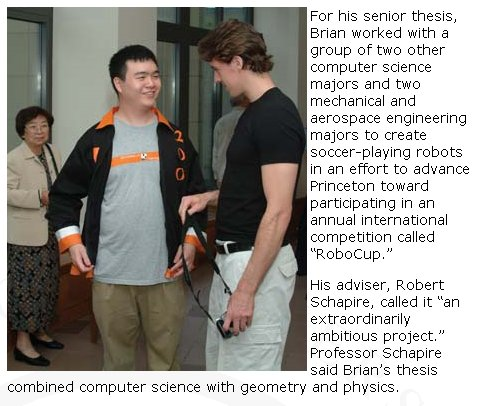 For his senior thesis,
Brian worked with a
group of two other
computer science
majors and two
mechanical and
aerospace engineering
majors to create
soccer-playing robots
in an effort to advance
Princeton toward
participating in an
annual international
competition called
“RoboCup.”
His adviser, Robert
Schapire, called it “an
extraordinarily
ambitious project.”
Professor Schapire
said Brian’s thesis
combined computer science with geometry and physics.